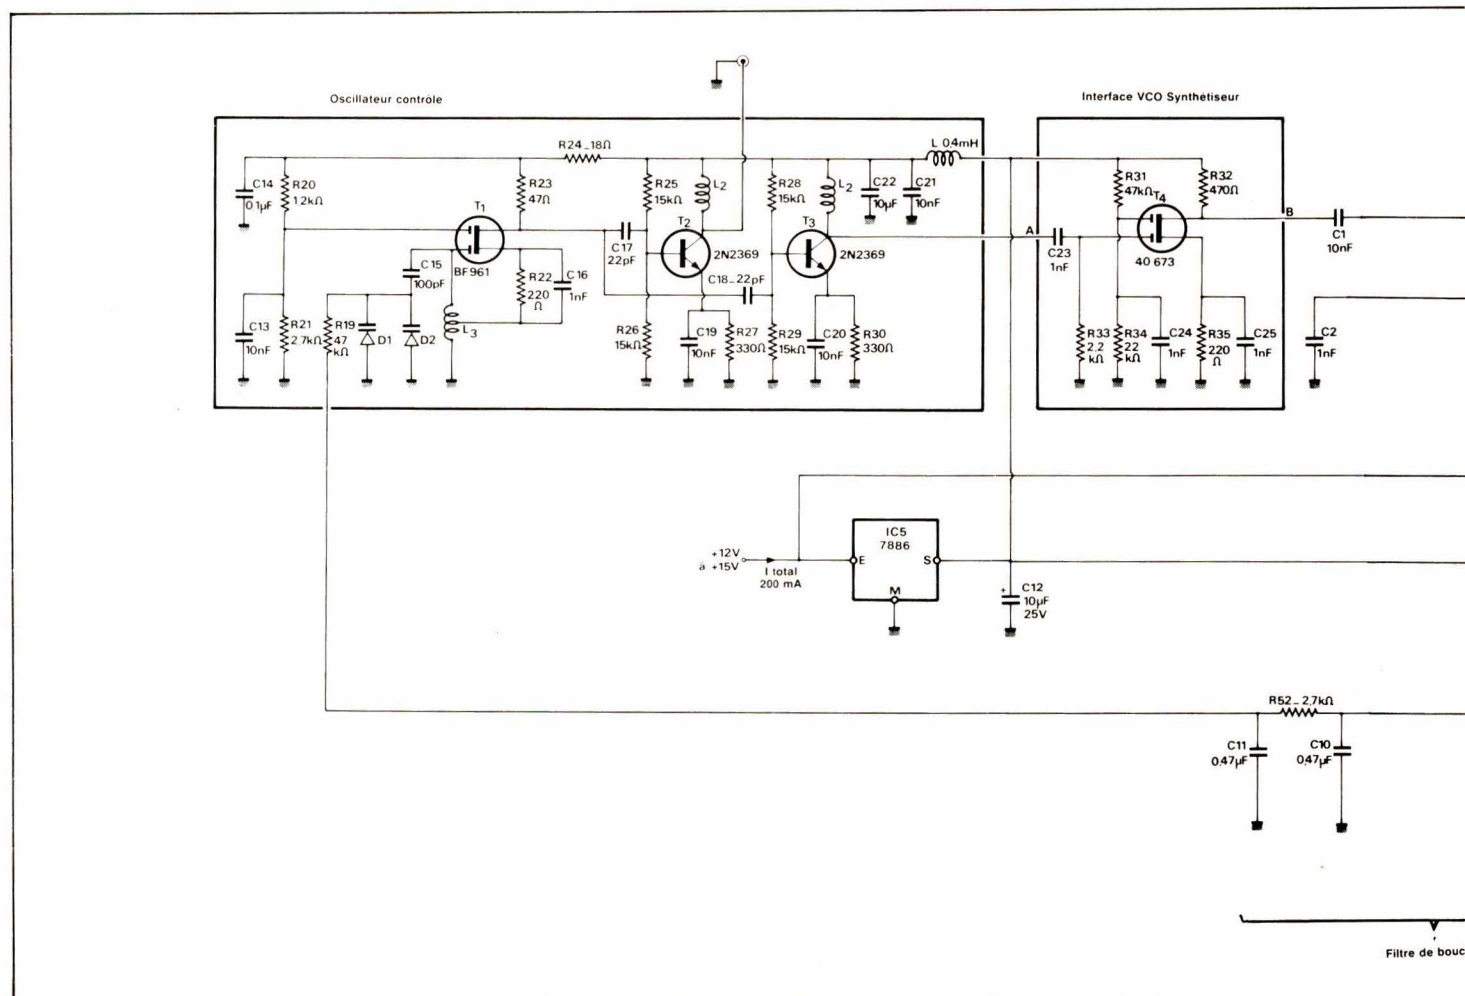 Oscillateur contrôle
Interface VCO Synthétiseur
R24_18Ω
L 0,4mH
C14
0.1µF
R20
1.2kΩ
R23
47Ω
T1
BF961
C15
100pF
R22
220
Ω
C16
1nF
C17
22pF
R25
15kΩ
L2
T2
2N2369
C18_22pF
R28
15kΩ
L2
T3
2N2369
C22
10µF
C21
10nF
R31
47kΩ
T4
R32
470Ω
A
C23
1nF
40 673
B
C1
10nF
C13
10nF
R21
2.7kΩ
R19
47
kΩ
D1
D2
L3
R26
15kΩ
C19
10nF
R27
330Ω
R29
15kΩ
C20
10nF
R30
330Ω
R33
2,2
kΩ
R34
22
kΩ
C24
1nF
R35
220
Ω
C25
1nF
C2
1nF
+12V
à +15V
I total
200 mA
IC5
7886
E
S
M
+
C12
10µF
25V
R52_2,7kΩ
C11
0,47µF
C10
0,47µF
Filtre de bouc